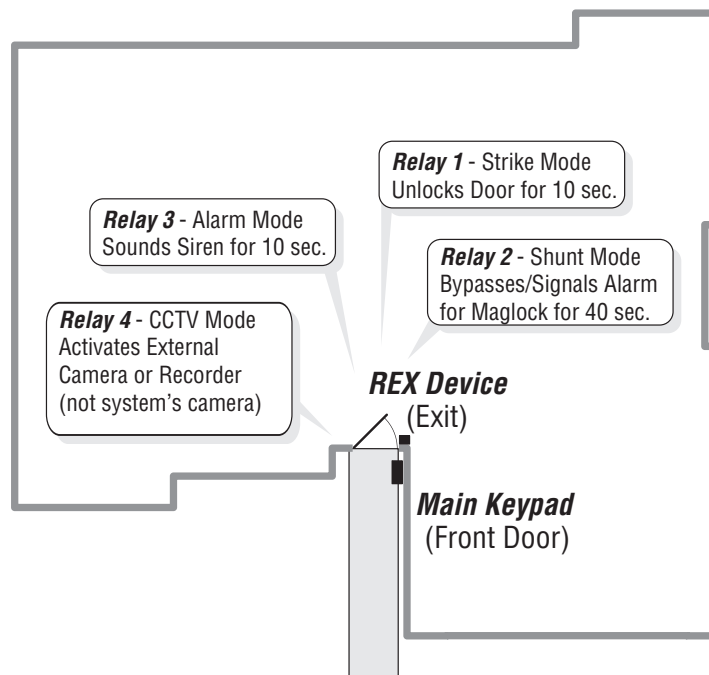 Relay 1 - Strike Mode
Unlocks Door for 10 sec.
Relay 3 - Alarm Mode
Sounds Siren for 10 sec.
Relay 2 - Shunt Mode
Bypasses/Signals Alarm
for Maglock for 40 sec.
Relay 4 - CCTV Mode
Activates External
Camera or Recorder
(not system's camera)
REX Device
(Exit)
Main Keypad
(Front Door)